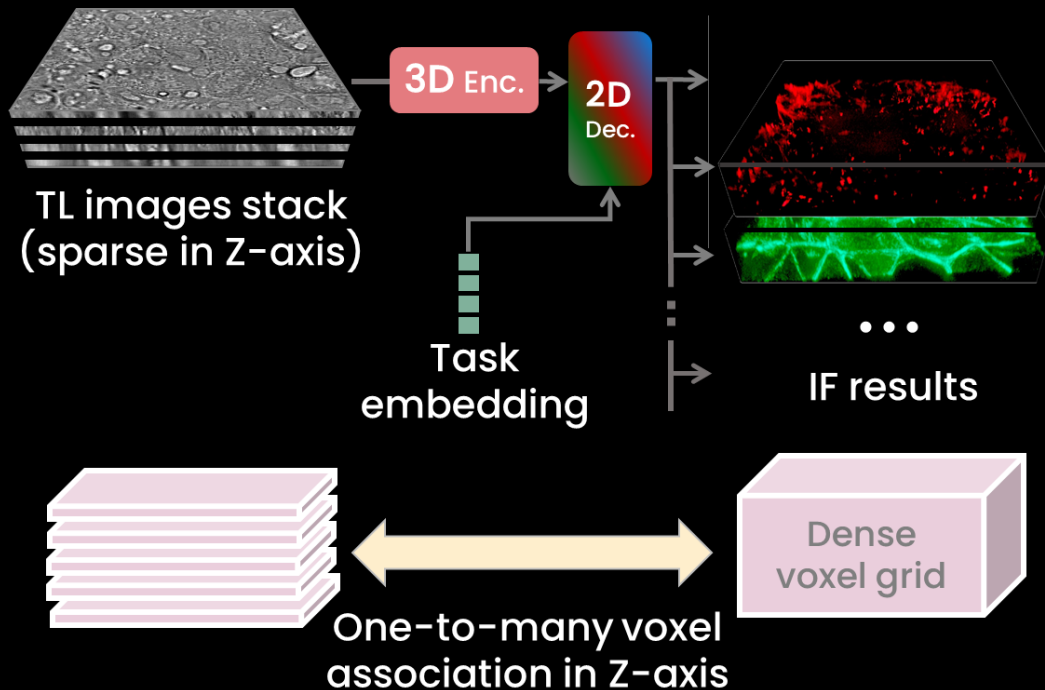 3D Enc.
2D
Dec.
TL images stack
(sparse in Z-axis)
Task
embedding
...
IF results
Dense
voxel grid
One-to-many voxel
association in Z-axis